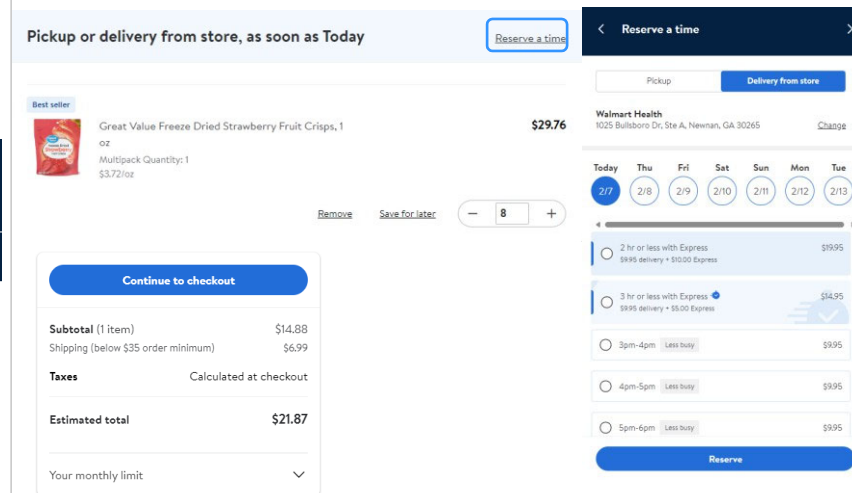 Pickup or delivery from store, as soon as Today
Reserve a time
Best seller
Great Value Freeze Dried Strawberry Fruit Crisps, 1
oz
Multipack Quantity: 1
$3.72/oz
$29.76
Remove
Save for later
− 8 +
Continue to checkout
Subtotal (1 item) $14.88
Shipping (below $35 order minimum) $6.99
Taxes Calculated at checkout
Estimated total $21.87
Your monthly limit
Reserve a time
Pickup
Delivery from store
Walmart Health
1025 Bullsboro Dr, Ste A, Newnan, GA 30265
Change
Today Thu Fri Sat Sun Mon Tue
2/7 2/8 2/9 2/10 2/11 2/12 2/13
2 hr or less with Express $19.95
$9.95 delivery • $10.00 Express
3 hr or less with Express $14.95
$9.95 delivery • $5.00 Express
3pm-4pm Less busy $9.95
4pm-5pm Less busy $9.95
5pm-6pm Less busy $9.95
Reserve